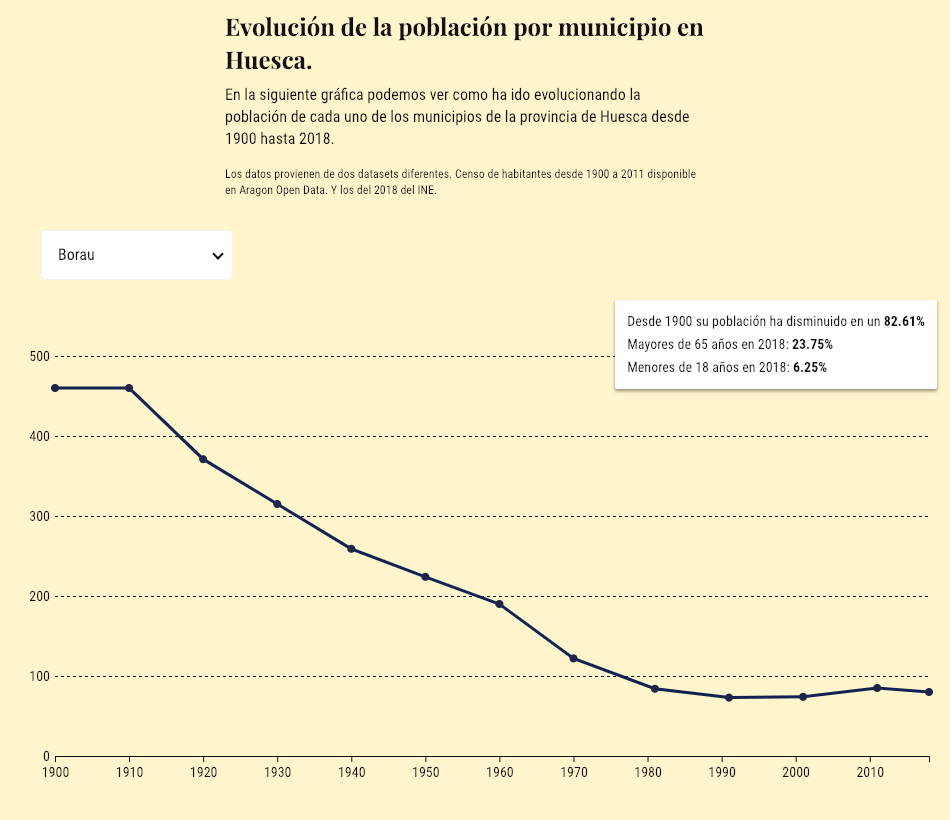 Evolución de la población por municipio en
Huesca.
En la siguiente gráfica podemos ver como ha ido evolucionando la
población de cada uno de los municipios de la provincia de Huesca desde
1900 hasta 2018.
Los datos provienen de dos datasets diferentes. Censo de habitantes desde 1900 a 2011 disponible
en Aragon Open Data. Y los del 2018 del INE.
Borau
Desde 1900 su población ha disminuido en un 82.61%
Mayores de 65 años en 2018: 23.75%
Menores de 18 años en 2018: 6.25%
500
400
300
200
100
0
1900 1910 1920 1930 1940 1950 1960 1970 1980 1990 2000 2010